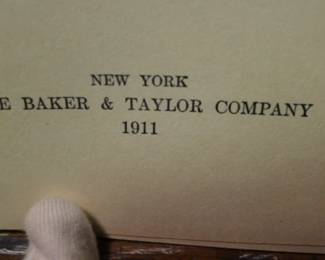 NEW YORK
E BAKER & TAYLOR COMPANY
1911